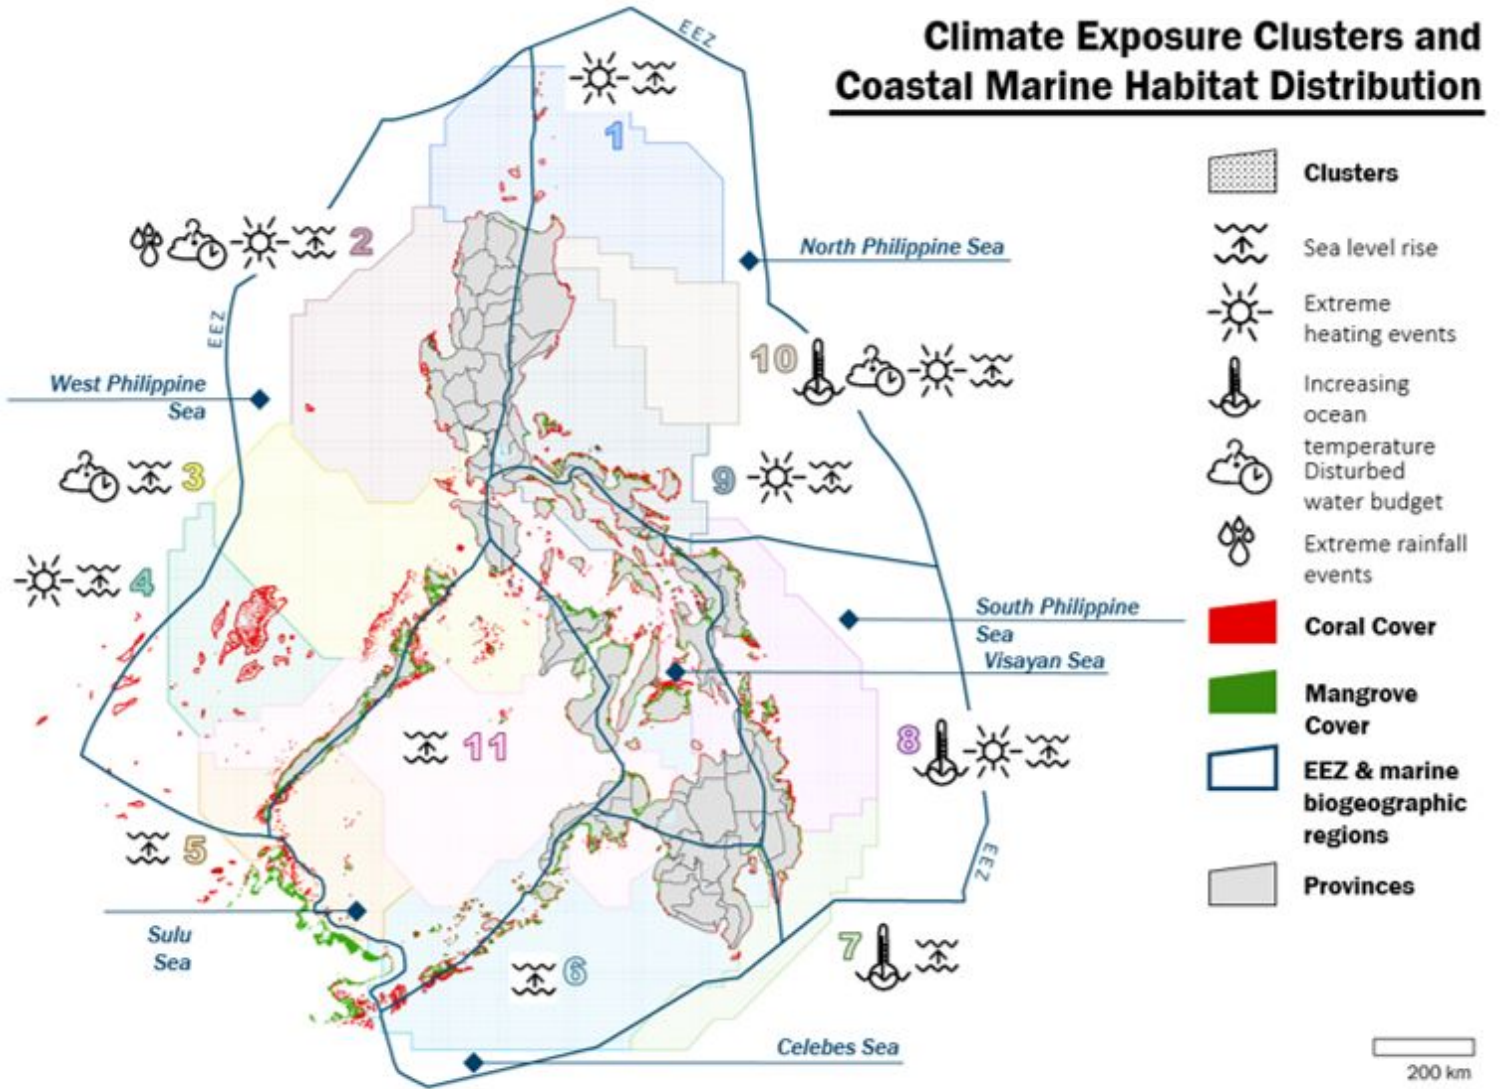 Climate Exposure Clusters and
Coastal Marine Habitat Distribution
EEZ
1
2
North Philippine Sea
EEZ
10
West Philippine
Sea
3
9
4
South Philippine
Sea
Visayan Sea
11
8
5
EEZ
Sulu
Sea
7
6
Celebes Sea
Clusters
Sea level rise
Extreme
heating events
Increasing
ocean
temperature
Disturbed
water budget
Extreme rainfall
events
Coral Cover
Mangrove
Cover
EEZ & marine
biogeographic
regions
Provinces
200 km